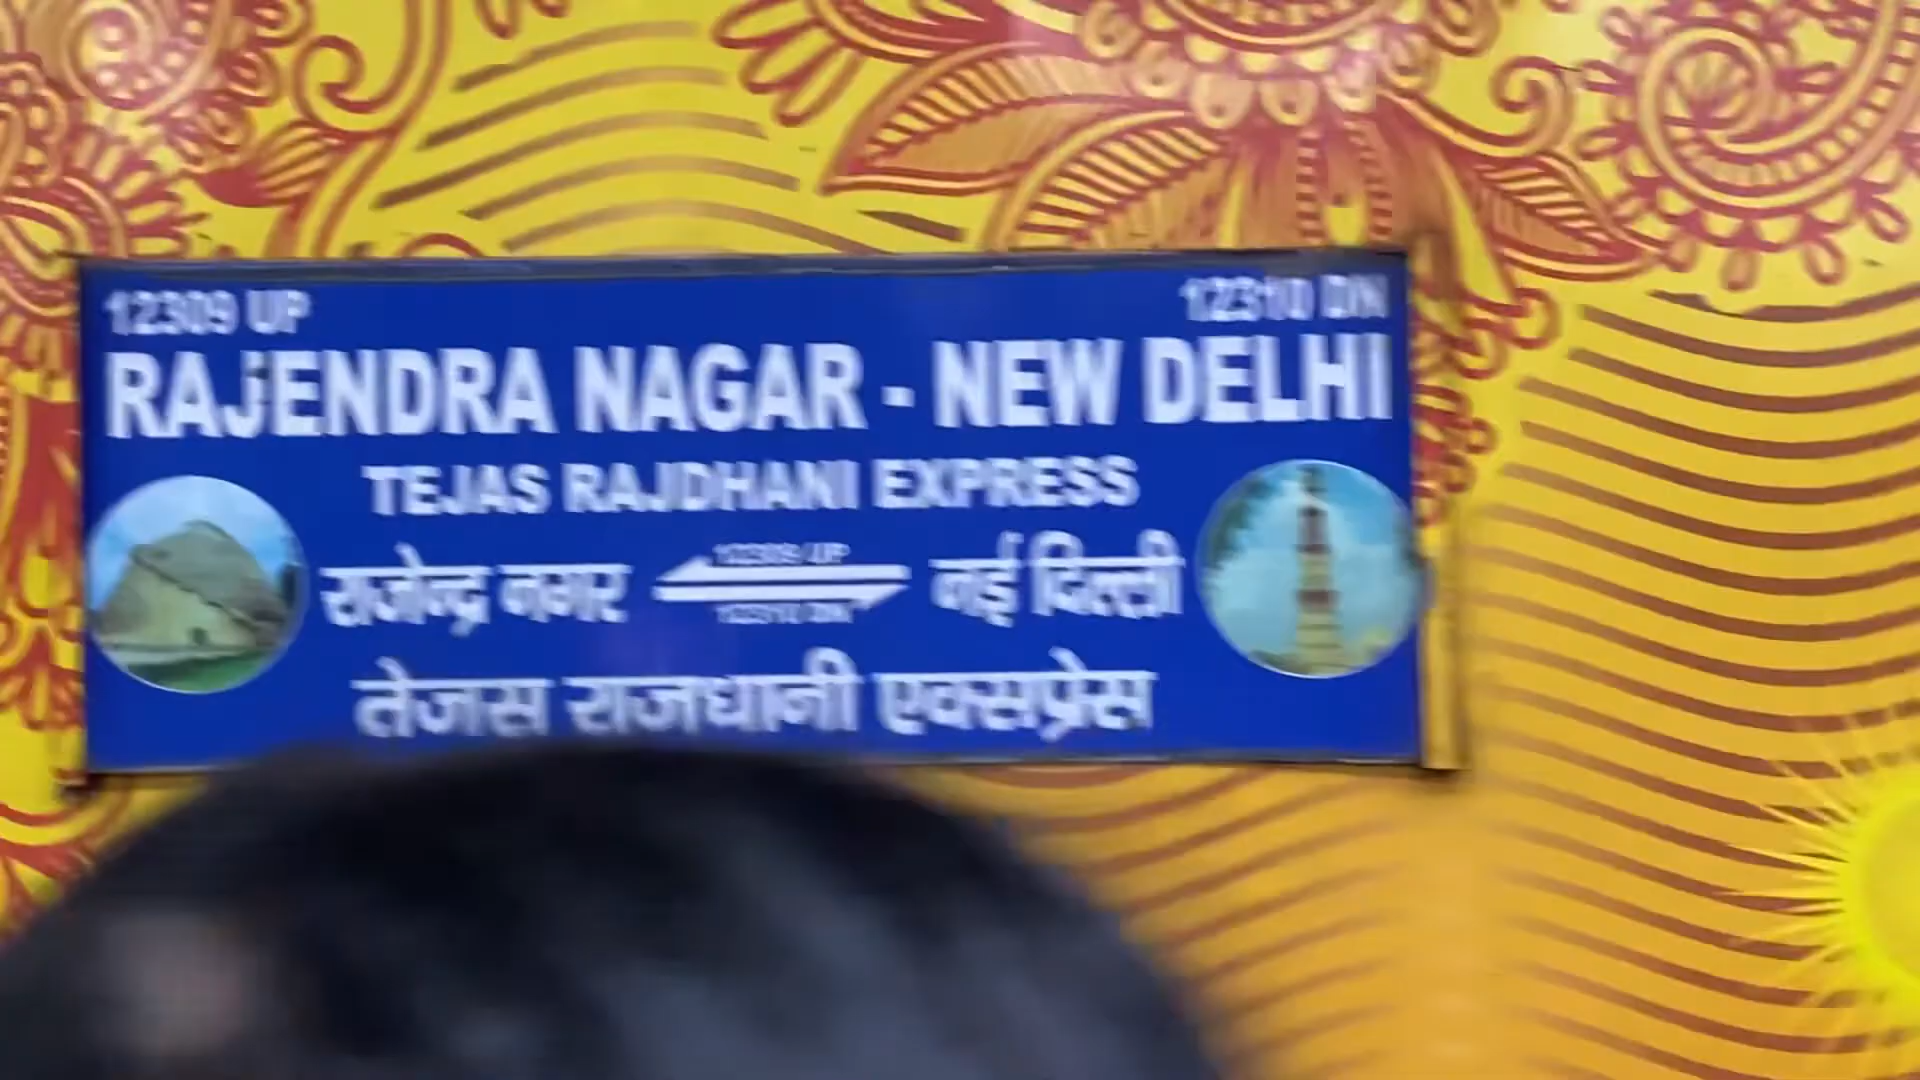 12309 UP 12310 DN
RAJENDRA NAGAR - NEW DELHI
TEJAS RAJDHANI EXPRESS
12309 UP
राजेन्द्र नगर नई दिल्ली
12310 DN
तेजस राजधानी एक्सप्रेस